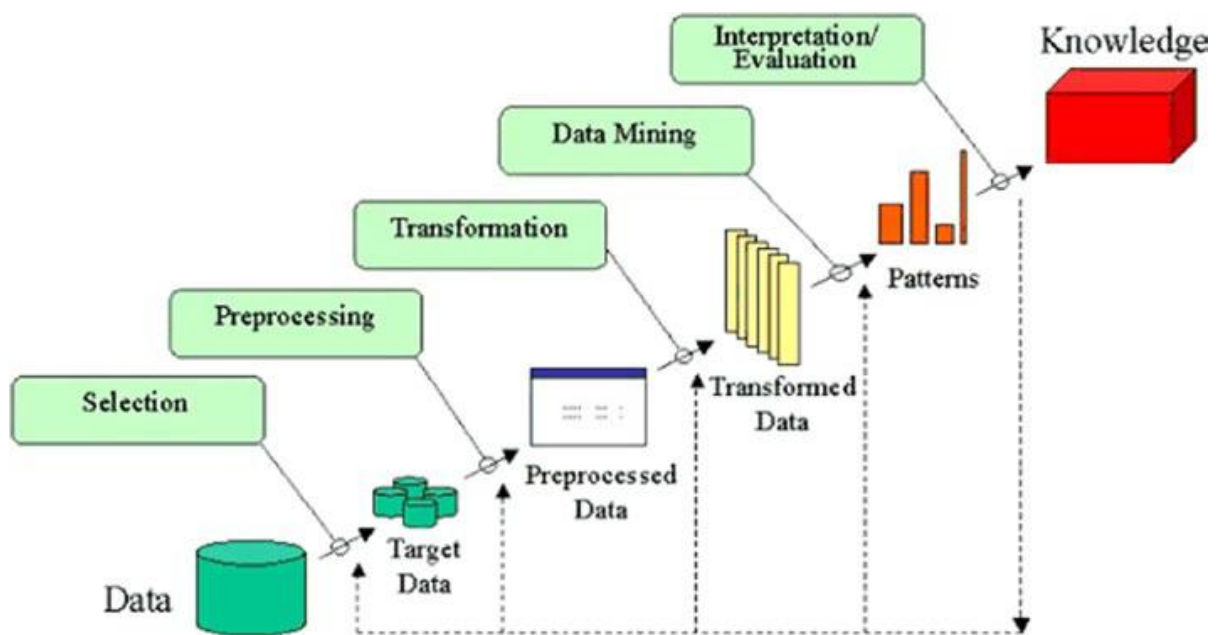 Interpretation/
Evaluation
Knowledge
Data Mining
Transformation
Patterns
Preprocessing
Transformed
Data
Selection
Preprocessed
Data
Target
Data
Data